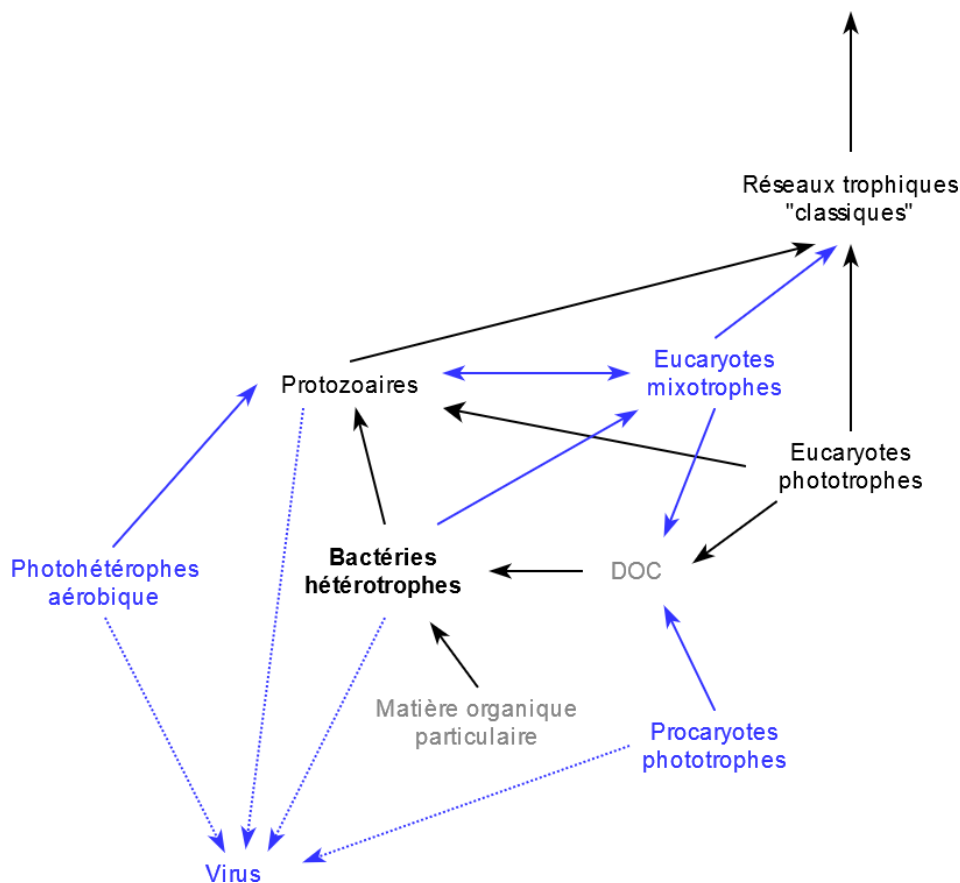 Réseaux trophiques
"classiques"
Eucaryotes
mixotrophes
Protozoaires
Eucaryotes
phototrophes
Bactéries
hétérotrophes
DOC
Photohétérophes
aérobique
Matière organique
particulaire
Procaryotes
phototrophes
Virus